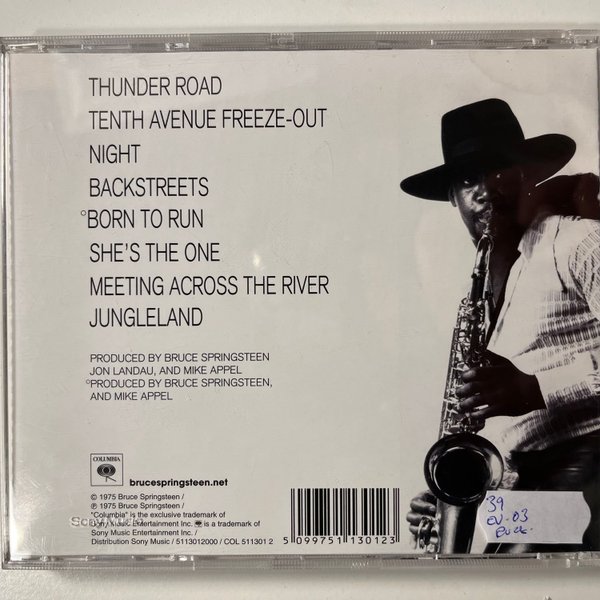 THUNDER ROAD
TENTH AVENUE FREEZE-OUT
NIGHT
BACKSTREETS
°BORN TO RUN
SHE'S THE ONE
MEETING ACROSS THE RIVER
JUNGLELAND
PRODUCED BY BRUCE SPRINGSTEEN
JON LANDAU, AND MIKE APPEL
°PRODUCED BY BRUCE SPRINGSTEEN,
AND MIKE APPEL
COLUMBIA
brucespringsteen.net
© 1975 Bruce Springsteen /
℗ 1975 Bruce Springsteen /
"Columbia" is the exclusive trademark of
Sony Music Entertainment Inc. is a trademark of
Sony Music Entertainment Inc. /
Distribution Sony Music / 5113012000 / COL 511301 2
5 099751 130123
39